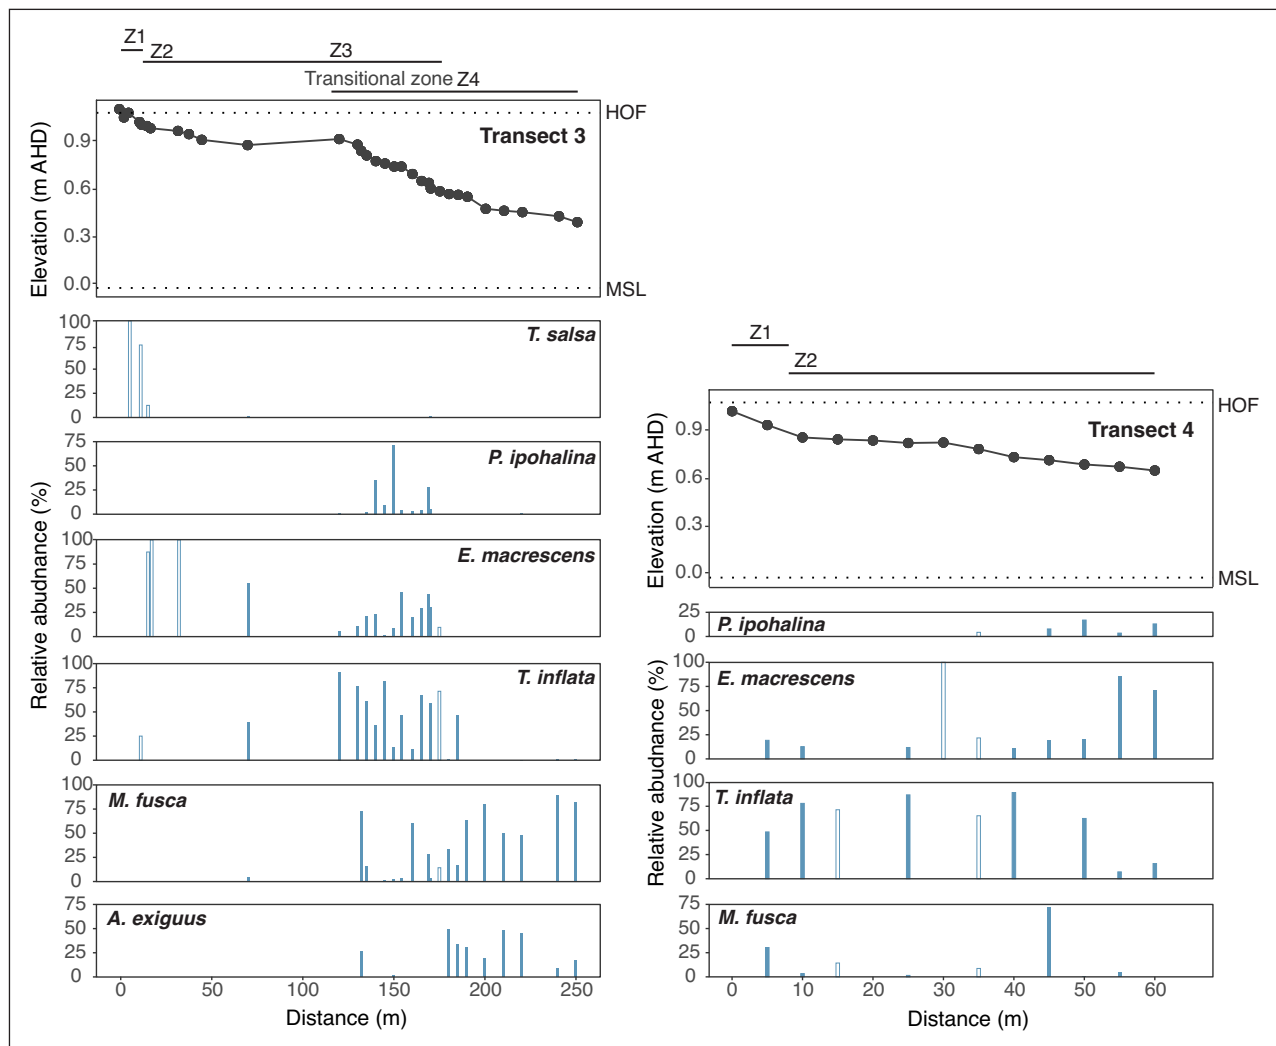 Z1
Z2
Z3
Transitional zone Z4
HOF
Transect 3
0.9
0.6
0.3
0.0
Elevation (m AHD)
MSL
100
75
50
25
0
T. salsa
75
50
25
0
P. ipohalina
100
75
50
25
0
E. macrescens
Relative abudnance (%)
100
75
50
25
0
T. inflata
100
75
50
25
0
M. fusca
75
50
25
0
A. exiguus
0 50 100 150 200 250
Distance (m)
Z1
Z2
HOF
Transect 4
0.9
0.6
0.3
0.0
Elevation (m AHD)
MSL
25
0
P. ipohalina
100
75
50
25
0
E. macrescens
Relative abudnance (%)
100
75
50
25
0
T. inflata
75
50
25
0
M. fusca
0 10 20 30 40 50 60
Distance (m)